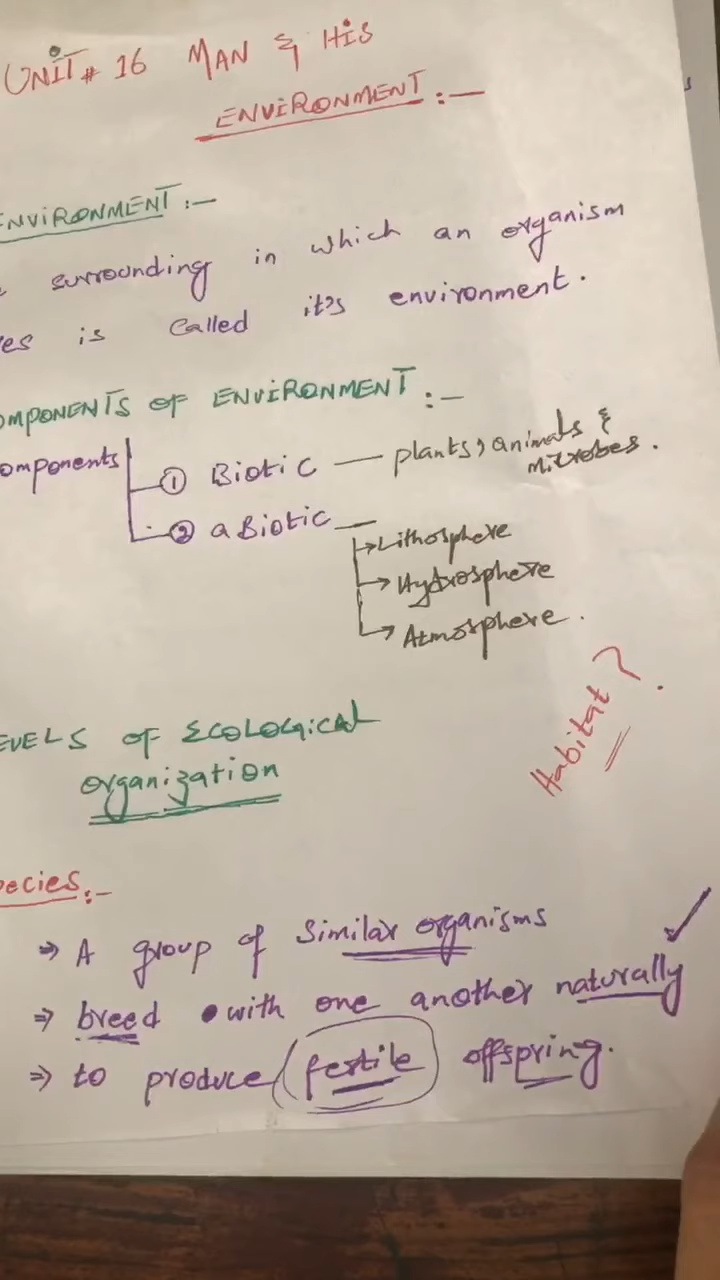 UNIT # 16 MAN & HIS
ENVIRONMENT :-
ENVIRONMENT :-
surrounding in which an organism
es is called it's environment.
OMPONENTS OF ENVIRONMENT :-
omponents
① Biotic — plants, animals &
microbes.
② aBiotic —
→ Lithosphere
→ Hydrosphere
→ Atmosphere.
Habitat?
EVELS OF ECOLOGICAL
organization
pecies :-
⇒ A group of similar organisms
⇒ breed with one another naturally
⇒ to produce fertile offspring.